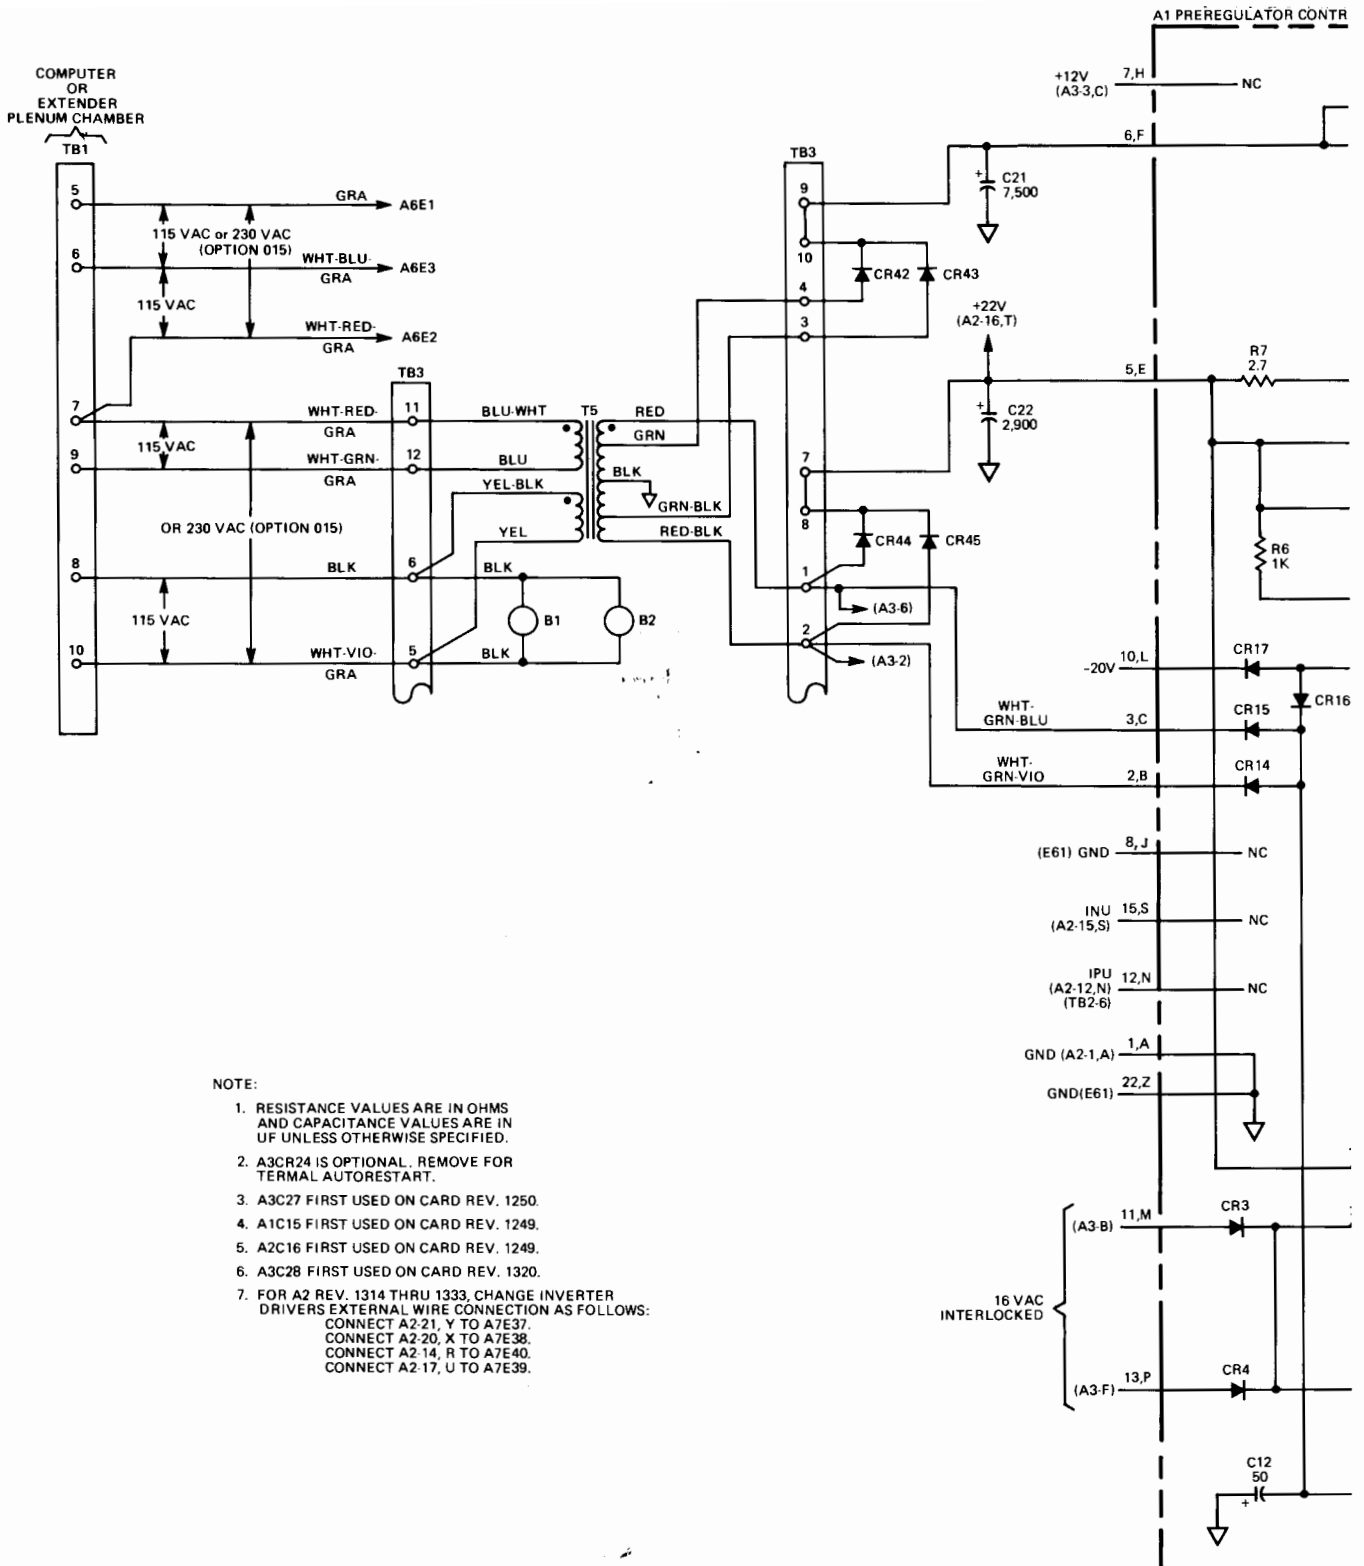 A1 PREREGULATOR CONTR
COMPUTER
OR
EXTENDER
PLENUM CHAMBER
TB1
5
GRA
A6E1
115 VAC or 230 VAC
(OPTION 015)
6
WHT-BLU-
GRA
A6E3
115 VAC
WHT-RED-
GRA
A6E2
7
WHT-RED-
GRA
115 VAC
9
WHT-GRN-
GRA
OR 230 VAC (OPTION 015)
8
BLK
115 VAC
10
WHT-VIO-
GRA
TB3
11
12
6
5
BLU-WHT
BLU
YEL-BLK
YEL
BLK
BLK
B1
B2
T5
RED
GRN
BLK
GRN-BLK
RED-BLK
TB3
9
10
4
3
7
8
1
2
CR42
CR43
CR44
CR45
(A3-6)
(A3-2)
+12V
(A3-3,C)
7,H
NC
6,F
+
C21
7,500
+22V
(A2-16,T)
5,E
+
C22
2,900
R7
2.7
R6
1K
-20V
10,L
CR17
CR16
WHT-
GRN-BLU
3,C
CR15
WHT-
GRN-VIO
2,B
CR14
(E61) GND
8,J
NC
INU
(A2-15,S)
15,S
NC
IPU
(A2-12,N)
(TB2-6)
12,N
NC
GND (A2-1,A)
1,A
GND(E61)
22,Z
16 VAC
INTERLOCKED
(A3-B)
11,M
CR3
(A3-F)
13,P
CR4
C12
50
+
NOTE:
1. RESISTANCE VALUES ARE IN OHMS
AND CAPACITANCE VALUES ARE IN
UF UNLESS OTHERWISE SPECIFIED.
2. A3CR24 IS OPTIONAL. REMOVE FOR
TERMAL AUTORESTART.
3. A3C27 FIRST USED ON CARD REV. 1250.
4. A1C15 FIRST USED ON CARD REV. 1249.
5. A2C16 FIRST USED ON CARD REV. 1249.
6. A3C28 FIRST USED ON CARD REV. 1320.
7. FOR A2 REV. 1314 THRU 1333, CHANGE INVERTER
DRIVERS EXTERNAL WIRE CONNECTION AS FOLLOWS:
CONNECT A2-21, Y TO A7E37.
CONNECT A2-20, X TO A7E38.
CONNECT A2-14, R TO A7E40.
CONNECT A2-17, U TO A7E39.